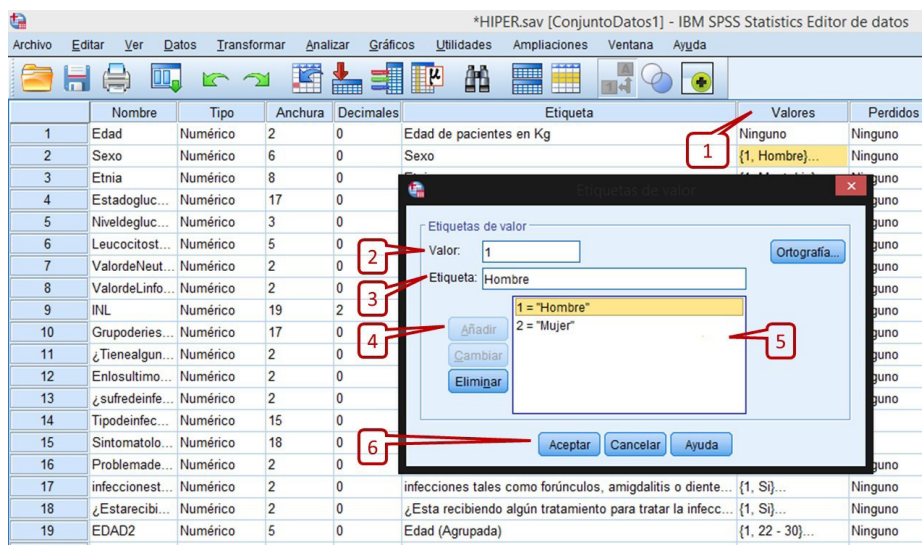 *HIPER.sav [ConjuntoDatos1] - IBM SPSS Statistics Editor de datos
Archivo Editar Ver Datos Transformar Analizar Gráficos Utilidades Ampliaciones Ventana Ayuda
Nombre Tipo Anchura Decimales Etiqueta Valores Perdidos
1 Edad Numérico 2 0 Edad de pacientes en Kg Ninguno Ninguno
2 Sexo Numérico 6 0 Sexo {1, Hombre}... Ninguno
1
3 Etnia Numérico 8 0
4 Estadogluc... Numérico 17 0
5 Niveldegluc... Numérico 3 0
6 Leucocitost... Numérico 5 0
7 ValordeNeut... Numérico 2 0
8 ValordeLinfo... Numérico 2 0
9 INL Numérico 19 2
10 Grupoderies... Numérico 17 0
11 ¿Tienealgun... Numérico 2 0
12 Enlosultimo... Numérico 2 0
13 ¿sufredeinfe... Numérico 2 0
14 Tipodeinfec... Numérico 15 0
15 Sintomatolo... Numérico 18 0
16 Problemade... Numérico 2 0
17 infeccionest... Numérico 2 0 infecciones tales como forúnculos, amigdalitis o diente... {1, Si}... Ninguno
18 ¿Estarecibi... Numérico 2 0 ¿Esta recibiendo algún tratamiento para tratar la infecc... {1, Si}... Ninguno
19 EDAD2 Numérico 5 0 Edad (Agrupada) {1, 22 - 30}... Ninguno
Etiquetas de valor
Etiquetas de valor
2 Valor: 1 Ortografía...
3 Etiqueta: Hombre
1 = "Hombre"
4 Añadir 2 = "Mujer" 5
Cambiar
Eliminar
6 Aceptar Cancelar Ayuda